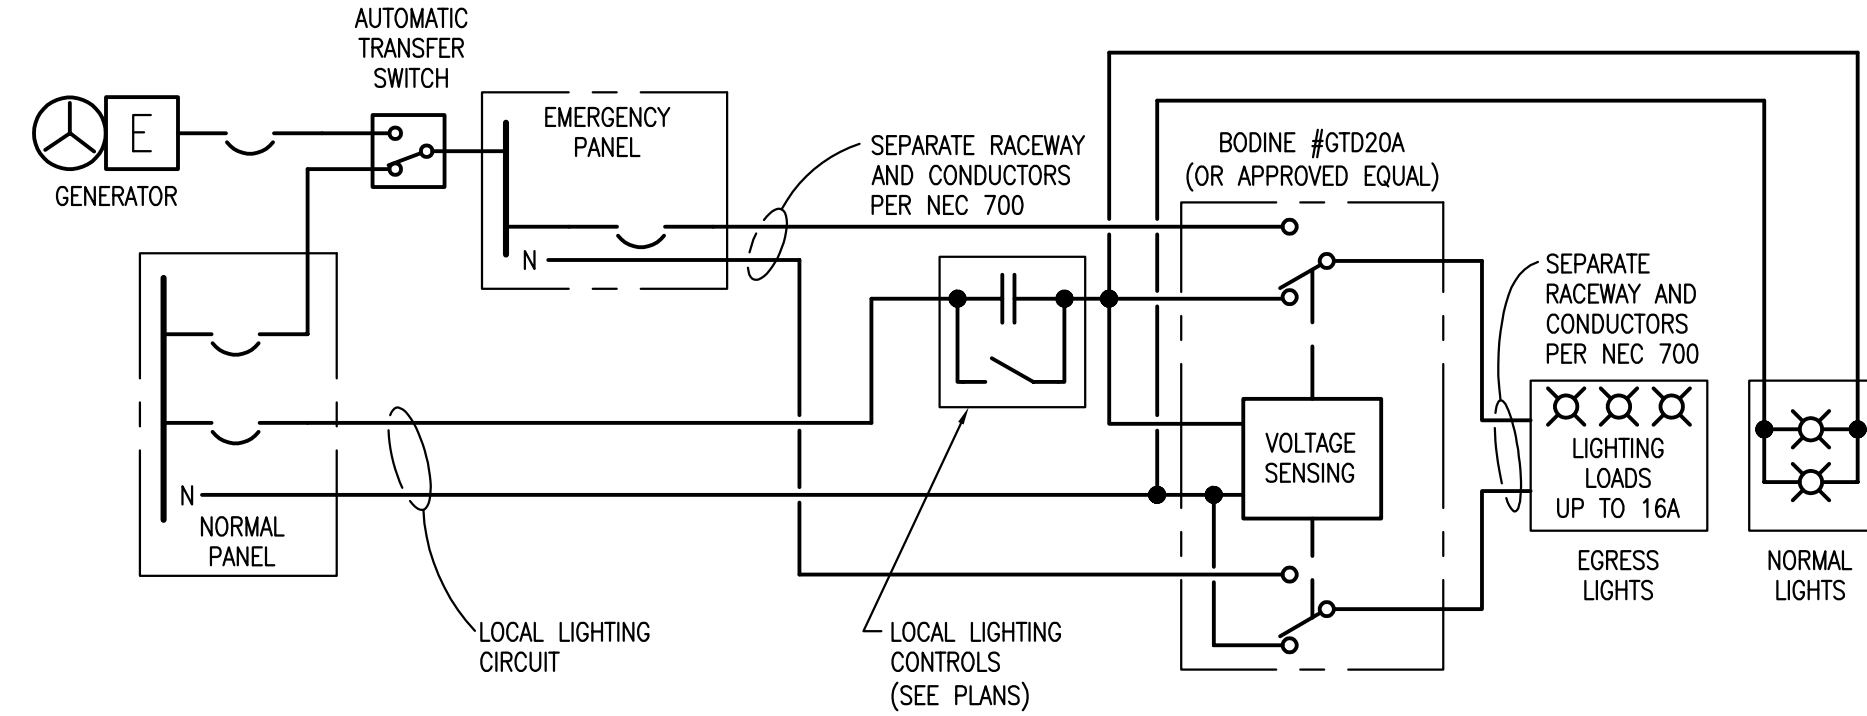 AUTOMATIC
TRANSFER
SWITCH
E
GENERATOR
EMERGENCY
PANEL
N
SEPARATE RACEWAY
AND CONDUCTORS
PER NEC 700
BODINE #GTD20A
(OR APPROVED EQUAL)
SEPARATE
RACEWAY AND
CONDUCTORS
PER NEC 700
VOLTAGE
SENSING
LIGHTING
LOADS
UP TO 16A
EGRESS
LIGHTS
NORMAL
LIGHTS
N
NORMAL
PANEL
LOCAL LIGHTING
CIRCUIT
LOCAL LIGHTING
CONTROLS
(SEE PLANS)